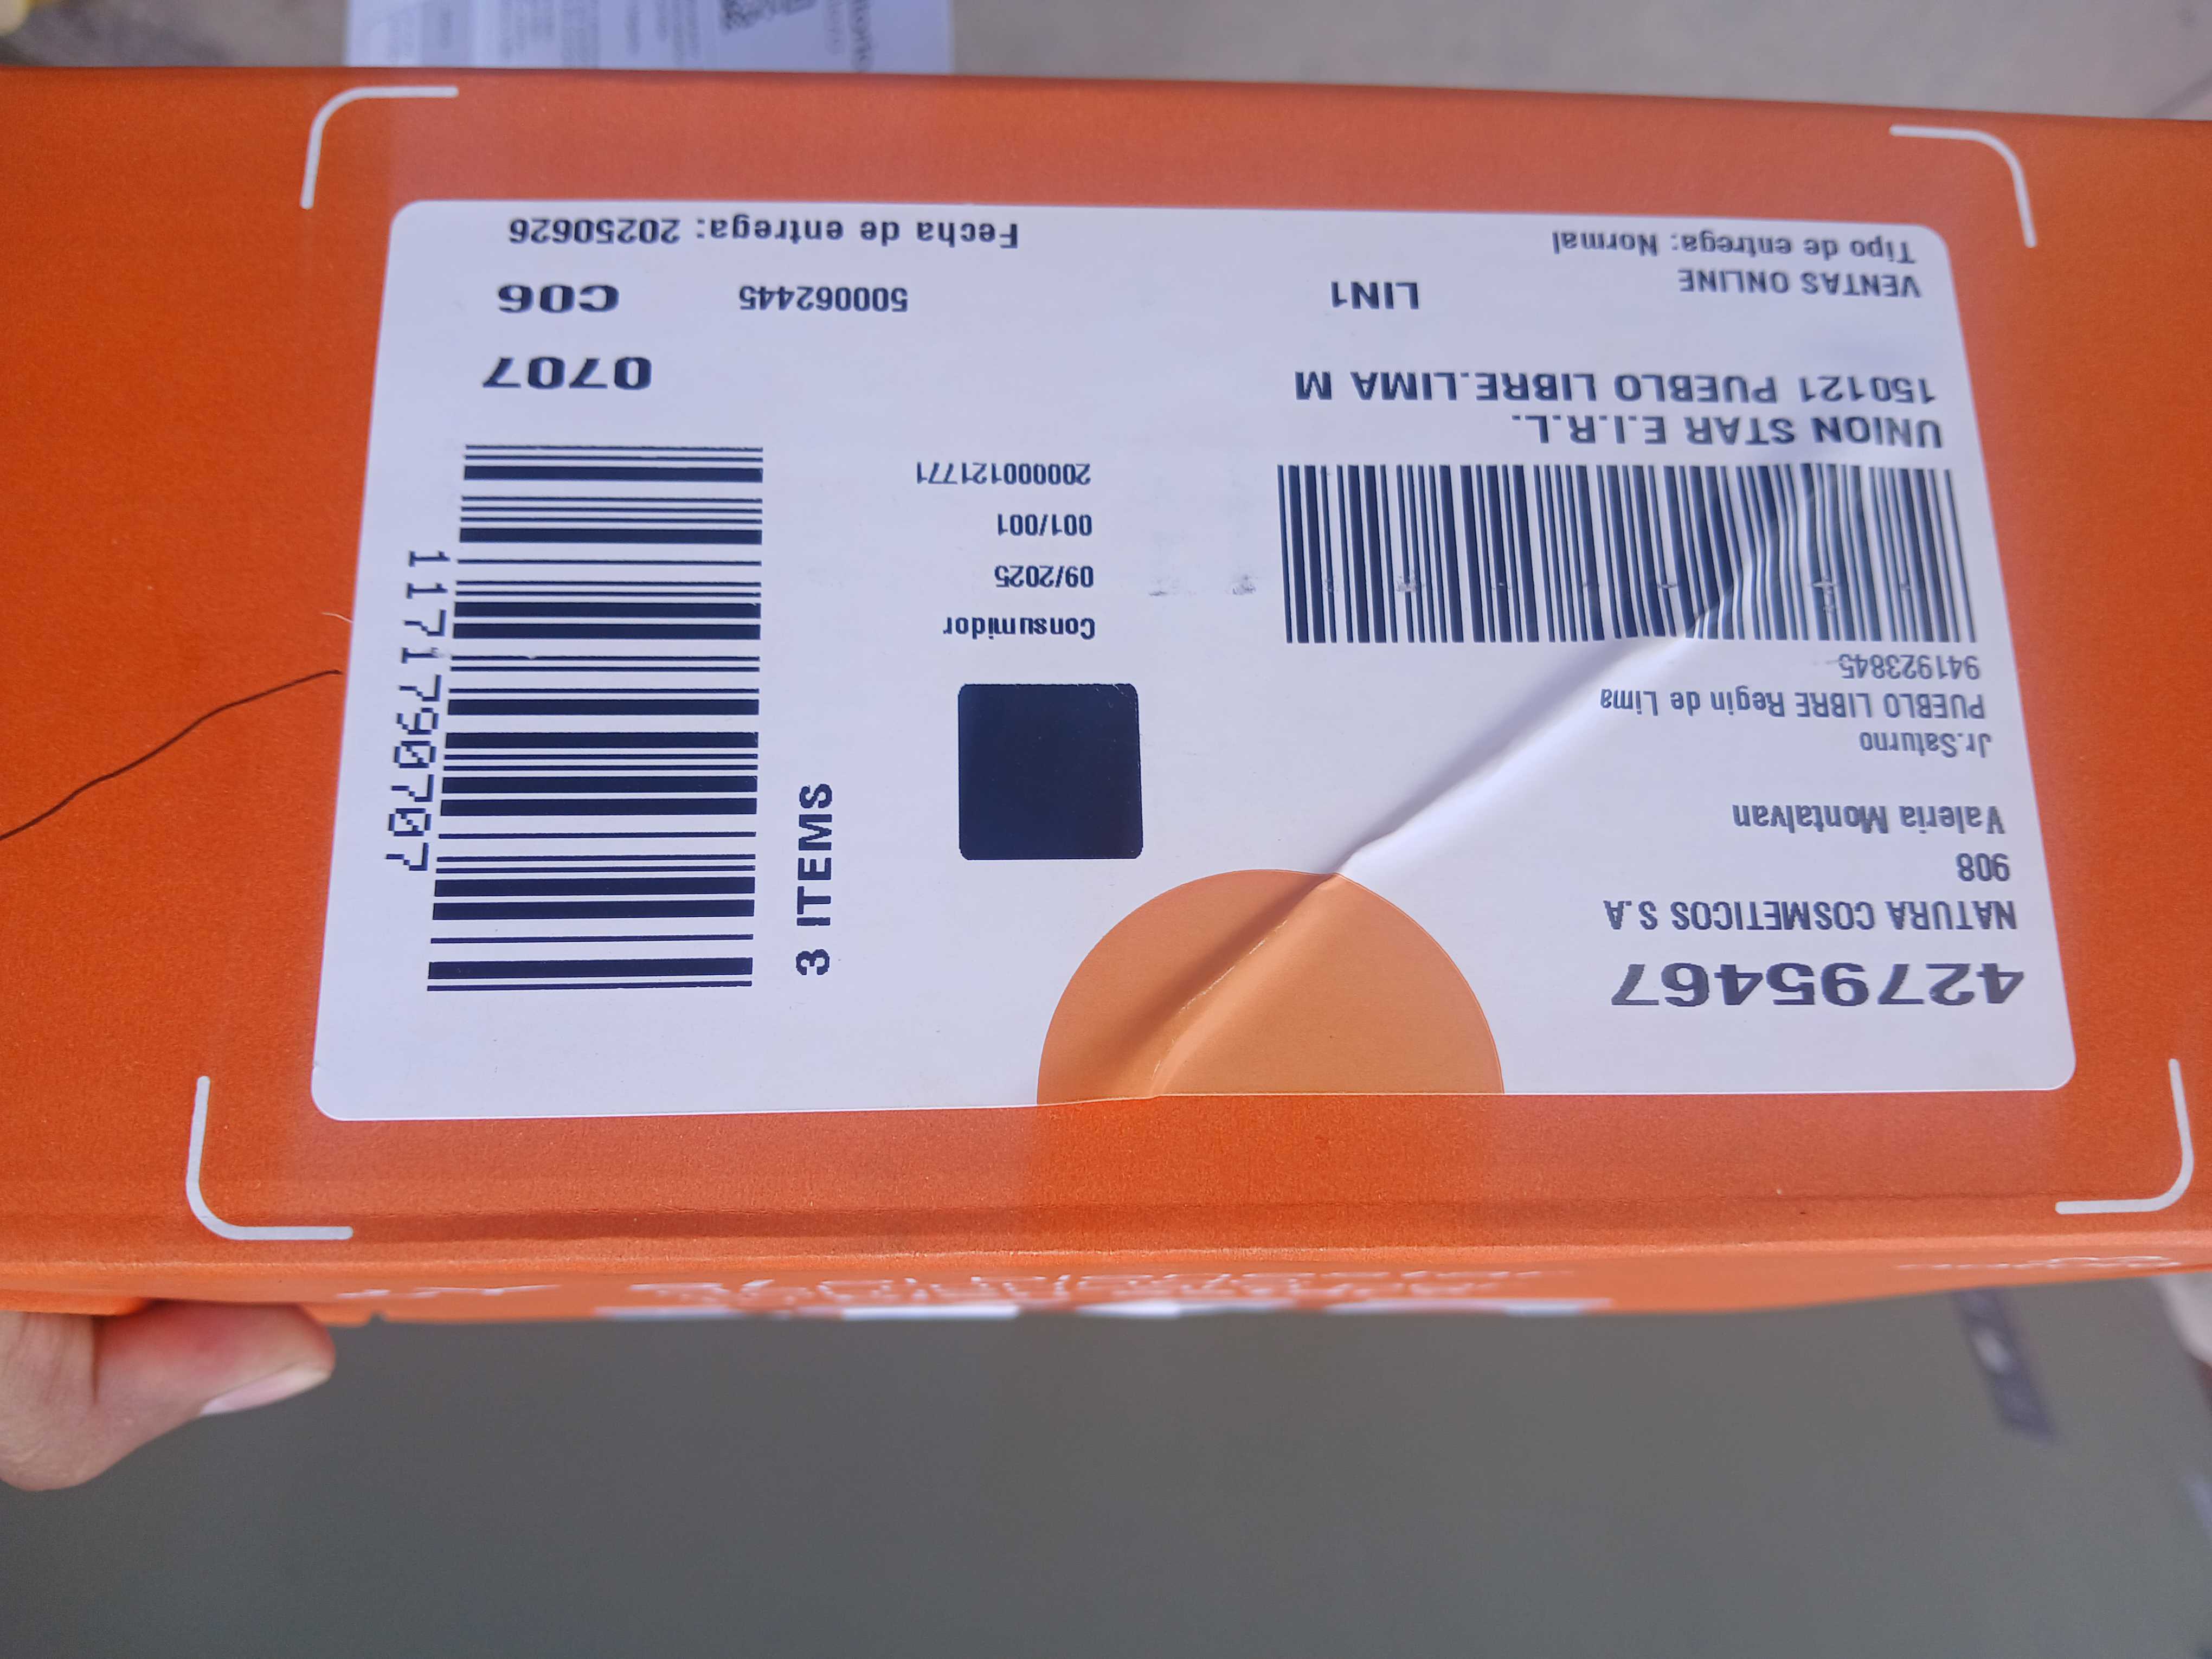 42795467
NATURA COSMETICOS S.A
908
Valeria Montalvan
Jr.Saturno
PUEBLO LIBRE Regin de Lima
941923845
UNION STAR E.I.R.L.
150121 PUEBLO LIBRE.LIMA M
VENTAS ONLINE
LIN1
Tipo de entrega: Normal
Consumidor
09/2025
001/001
200000121771
3 ITEMS
1171790707
0707
500062445
C06
Fecha de entrega: 20250626